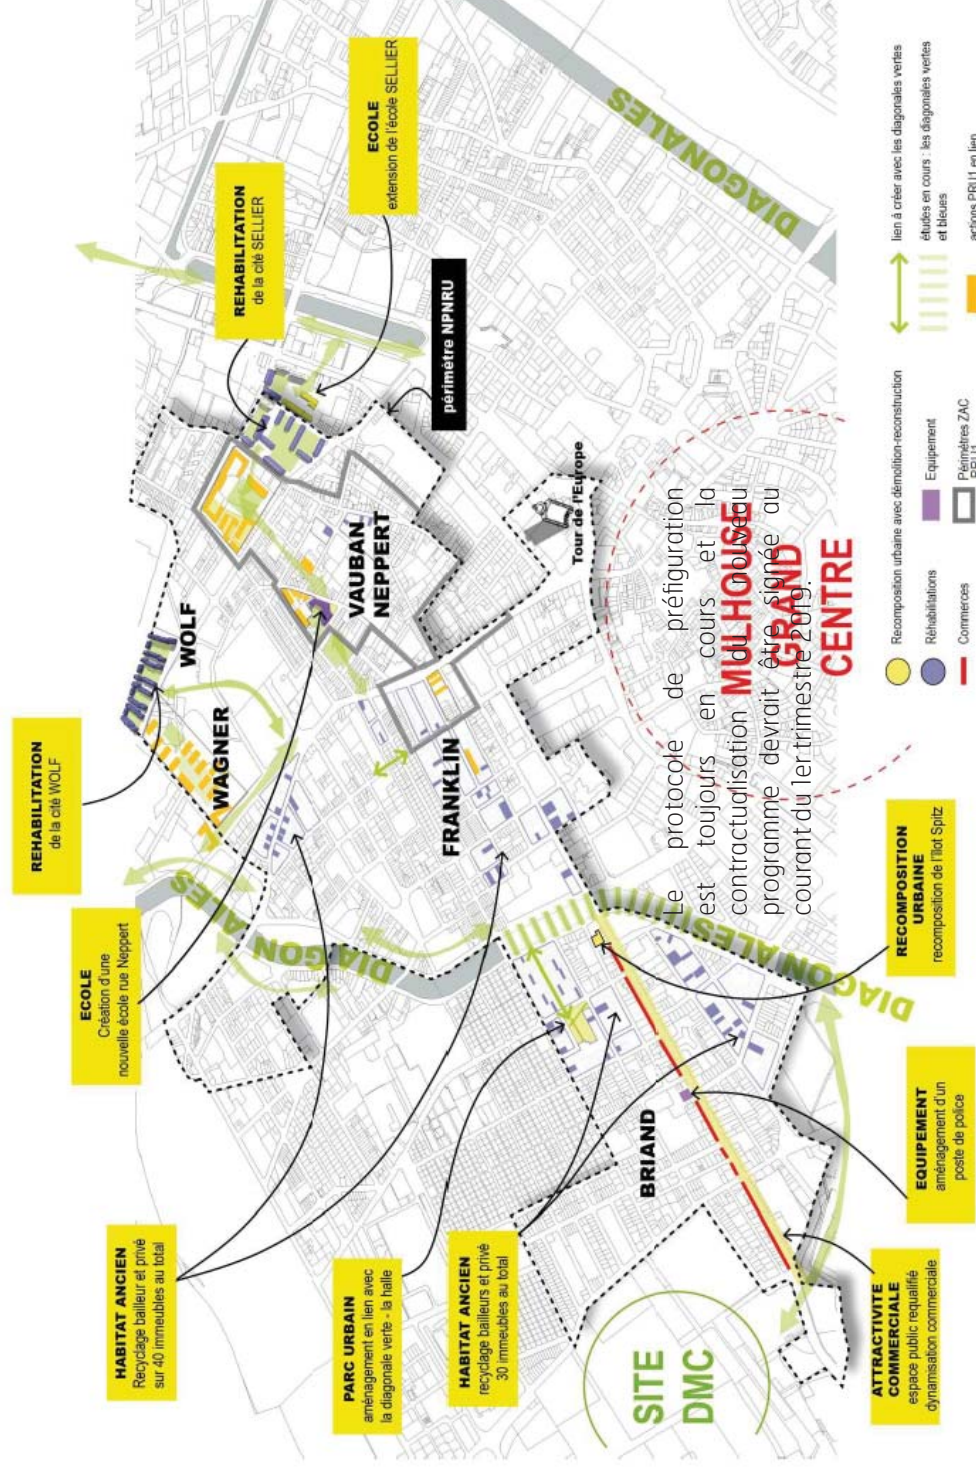 REHABILITATION
de la cité WOLF
ECOLE
Création d'une
nouvelle école rue Neppert
HABITAT ANCIEN
Recyclage bailleur et privé
sur 40 immeubles au total
PARC URBAIN
aménagement en lien avec
la diagonale verte - la halle
HABITAT ANCIEN
recyclage bailleurs et privé
30 immeubles au total
REHABILITATION
de la cité SELLIER
ECOLE
extension de l'école SELLIER
périmètre NPNRU
WOLF
WAGNER
VAUBAN
NEPPERT
FRANKLIN
BRIAND
DIAGONALES
DIAGONALES
DIAGONALES
Tour de l'Europe
SITE
DMC
MULHOUSE
GRAND
CENTRE
Le protocole de préfiguration
est toujours en cours et la
contractualisation du nouveau
programme devrait être signée au
courant du 1er trimestre 2019.
ATTRACTIVITE
COMMERCIALE
espace public requalifié
dynamisation commerciale
EQUIPEMENT
aménagement d'un
poste de police
RECOMPOSITION
URBAINE
recomposition de l'îlot Spitz
Recomposition urbaine avec démolition-reconstruction
Réhabilitations
Equipement
Commerces
Périmètres ZAC
PRU1
lien à créer avec les diagonales vertes
études en cours : les diagonales vertes
et bleues
actions PRU1 en lien